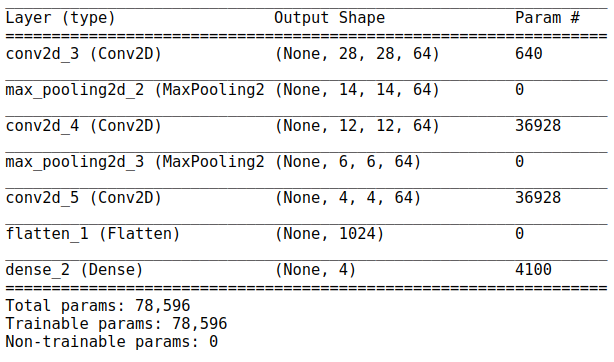 Layer (type) Output Shape Param #
=================================================================
conv2d_3 (Conv2D) (None, 28, 28, 64) 640
max_pooling2d_2 (MaxPooling2 (None, 14, 14, 64) 0
conv2d_4 (Conv2D) (None, 12, 12, 64) 36928
max_pooling2d_3 (MaxPooling2 (None, 6, 6, 64) 0
conv2d_5 (Conv2D) (None, 4, 4, 64) 36928
flatten_1 (Flatten) (None, 1024) 0
dense_2 (Dense) (None, 4) 4100
=================================================================
Total params: 78,596
Trainable params: 78,596
Non-trainable params: 0